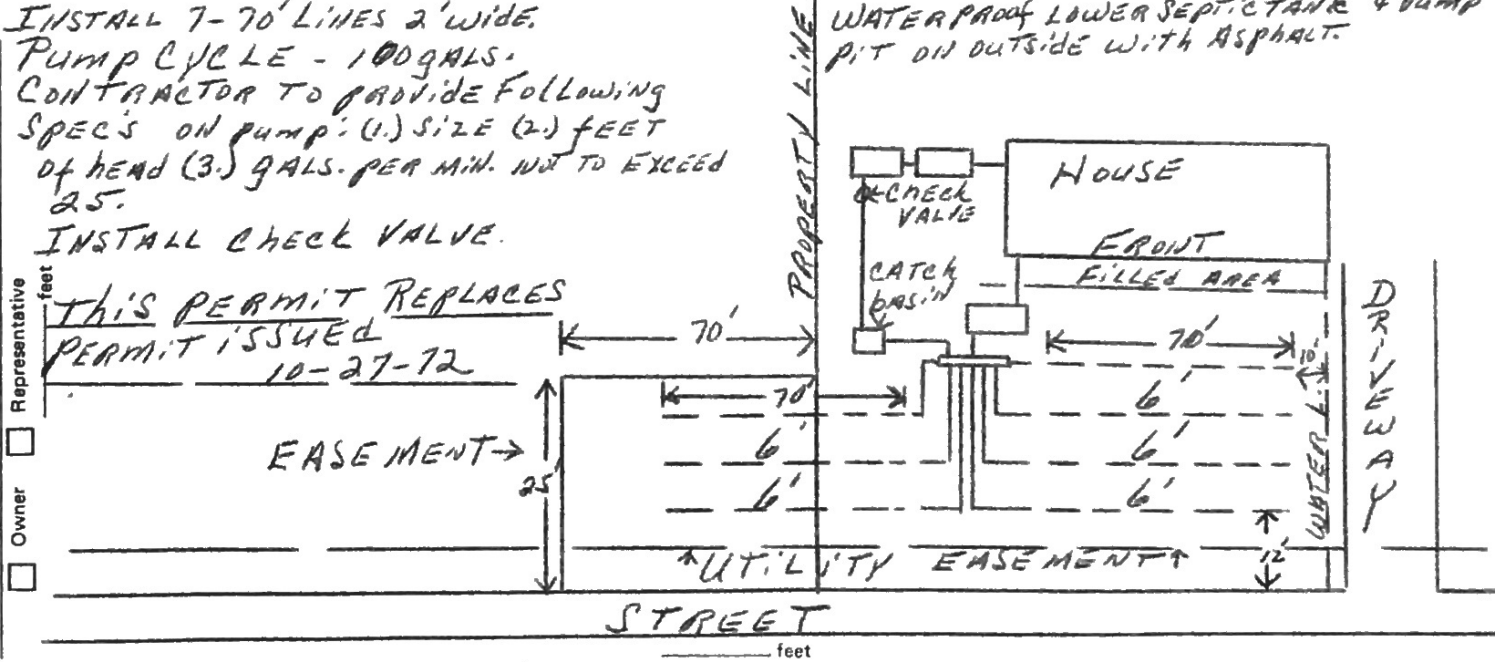 INSTALL 7-70' LINES 2' WIDE.
PUMP CYCLE - 100 GALS.
CONTRACTOR TO PROVIDE FOLLOWING
SPEC'S ON PUMP: (1.) SIZE (2.) FEET
OF HEAD (3.) GALS. PER MIN. NOT TO EXCEED
25.
INSTALL CHECK VALVE.
THIS PERMIT REPLACES
PERMIT ISSUED
10-27-72
WATERPROOF LOWER SEPTIC TANK & PUMP
PIT ON OUTSIDE WITH ASPHALT.
PROPERTY LINE
HOUSE
FRONT
FILLED AREA
CHECK
VALVE
CATCH
BASIN
70'
70'
10'
70'
6'
6'
6'
6'
6'
EASEMENT→
25'
12'
WATER L.
DRIVEWAY
↑UTILITY EASEMENT↑
STREET
feet
feet
Representative
Owner